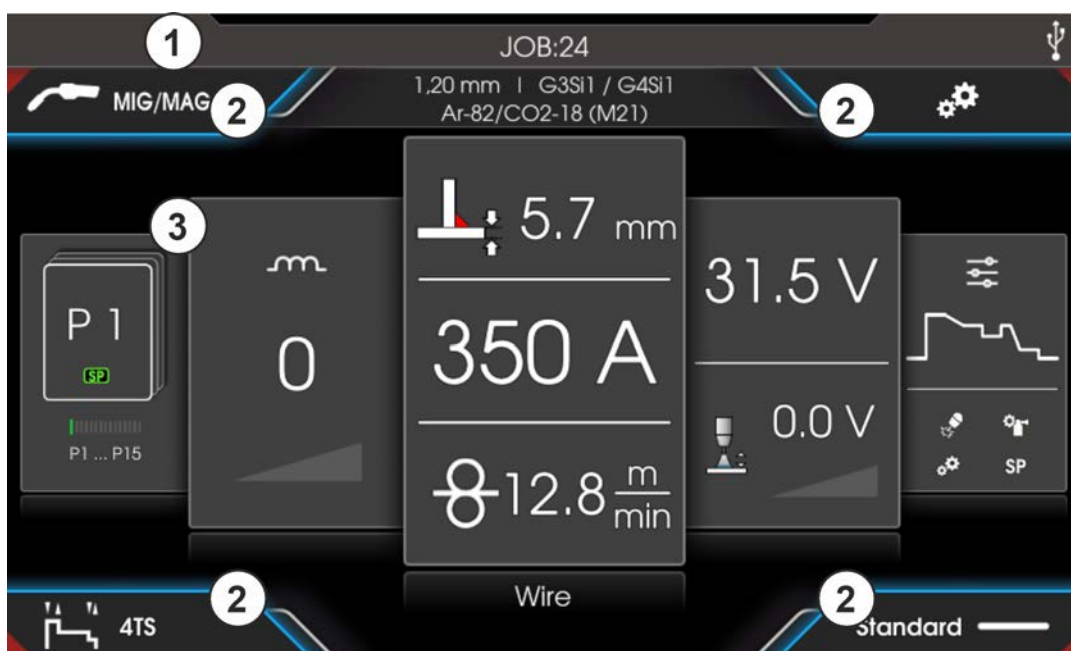 1
JOB:24
MIG/MAG
2
1,20 mm | G3Si1 / G4Si1
Ar-82/CO2-18 (M21)
2
3
P 1
SP
P1 ... P15
0
5.7 mm
350 A
12.8 m/min
31.5 V
0.0 V
SP
Wire
4TS
2
2
Standard